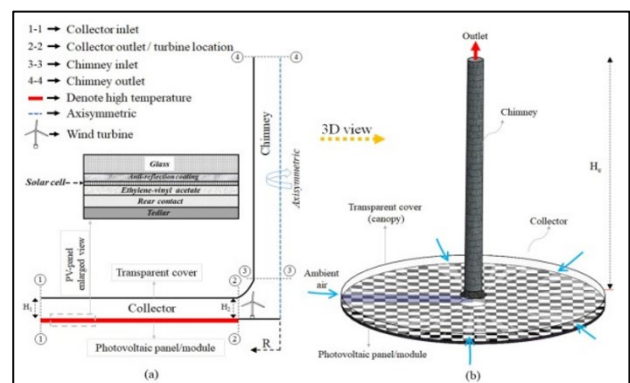 1-1 → Collector inlet
2-2 → Collector outlet / turbine location
3-3 → Chimney inlet
4-4 → Chimney outlet
Denote high temperature
Axisymmetric
Wind turbine
Glass
Anti-reflection coating
Solar cell
Ethylene-vinyl acetate
Rear contact
Tedlar
PV-panel
enlarged view
Transparent cover
Collector
Photovoltaic panel/module
H1
H2
R
1
1
2
2
3
3
4
4
Chimney
Axisymmetric
(a)
3D view
Outlet
Chimney
Hc
Transparent cover
(canopy)
Collector
Ambient
air
Photovoltaic panel/module
(b)